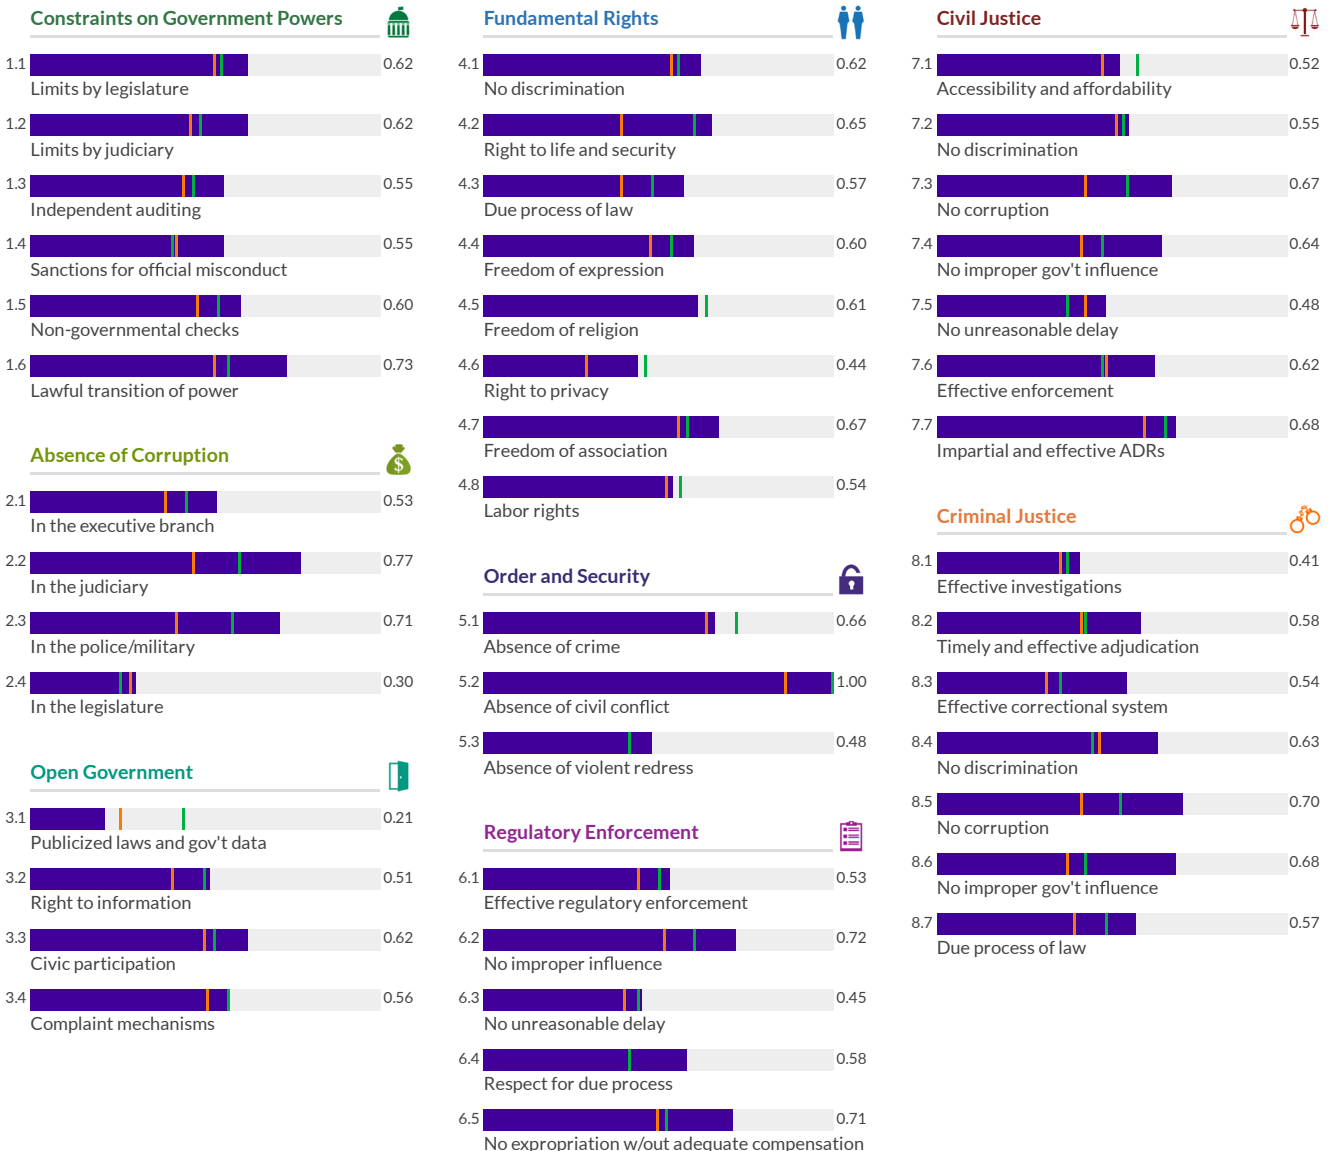 Constraints on Government Powers
1.1 0.62
Limits by legislature
1.2 0.62
Limits by judiciary
1.3 0.55
Independent auditing
1.4 0.55
Sanctions for official misconduct
1.5 0.60
Non-governmental checks
1.6 0.73
Lawful transition of power
Absence of Corruption
$
2.1 0.53
In the executive branch
2.2 0.77
In the judiciary
2.3 0.71
In the police/military
2.4 0.30
In the legislature
Open Government
3.1 0.21
Publicized laws and gov't data
3.2 0.51
Right to information
3.3 0.62
Civic participation
3.4 0.56
Complaint mechanisms
Fundamental Rights
4.1 0.62
No discrimination
4.2 0.65
Right to life and security
4.3 0.57
Due process of law
4.4 0.60
Freedom of expression
4.5 0.61
Freedom of religion
4.6 0.44
Right to privacy
4.7 0.67
Freedom of association
4.8 0.54
Labor rights
Order and Security
5.1 0.66
Absence of crime
5.2 1.00
Absence of civil conflict
5.3 0.48
Absence of violent redress
Regulatory Enforcement
6.1 0.53
Effective regulatory enforcement
6.2 0.72
No improper influence
6.3 0.45
No unreasonable delay
6.4 0.58
Respect for due process
6.5 0.71
No expropriation w/out adequate compensation
Civil Justice
7.1 0.52
Accessibility and affordability
7.2 0.55
No discrimination
7.3 0.67
No corruption
7.4 0.64
No improper gov't influence
7.5 0.48
No unreasonable delay
7.6 0.62
Effective enforcement
7.7 0.68
Impartial and effective ADRs
Criminal Justice
8.1 0.41
Effective investigations
8.2 0.58
Timely and effective adjudication
8.3 0.54
Effective correctional system
8.4 0.63
No discrimination
8.5 0.70
No corruption
8.6 0.68
No improper gov't influence
8.7 0.57
Due process of law